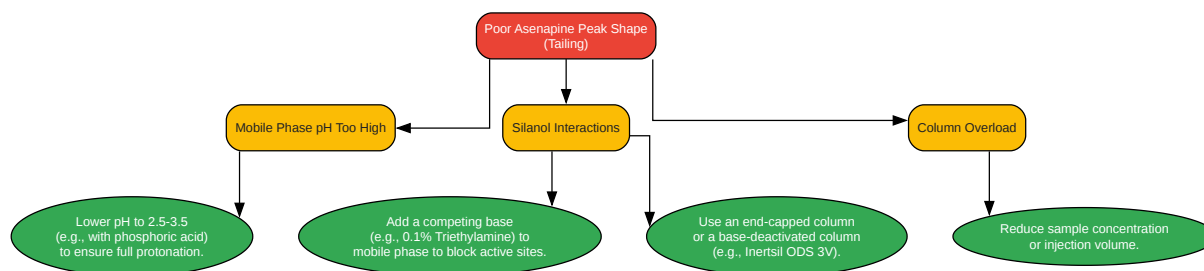 Poor Asenapine Peak Shape
(Tailing)
Mobile Phase pH Too High
Silanol Interactions
Column Overload
Lower pH to 2.5-3.5
(e.g., with phosphoric acid)
to ensure full protonation.
Add a competing base
(e.g., 0.1% Triethylamine) to
mobile phase to block active sites.
Use an end-capped column
or a base-deactivated column
(e.g., Inertsil ODS 3V).
Reduce sample concentration
or injection volume.